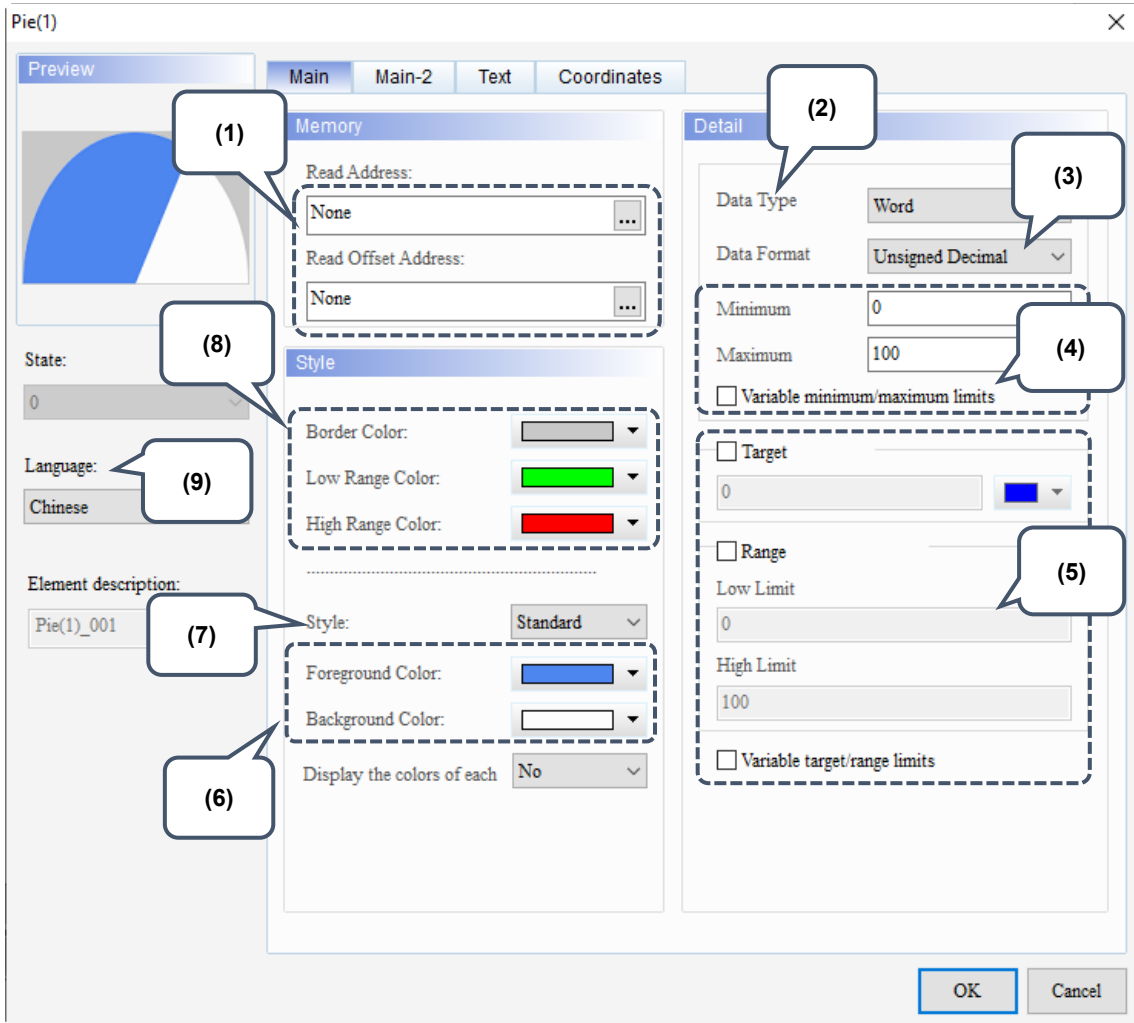 Pie(1)
Preview
Main
Main-2
Text
Coordinates
(1)
Memory
Read Address:
None
...
Read Offset Address:
None
...
(2)
Detail
(3)
Data Type
Word
Data Format
Unsigned Decimal
Minimum
0
Maximum
100
(4)
Variable minimum/maximum limits
State:
0
(8)
Style
Border Color:
Low Range Color:
High Range Color:
Language:
(9)
Chinese
Target
0
Range
(5)
Low Limit
0
High Limit
100
Variable target/range limits
Element description:
Pie(1)_001
(7)
Style:
Standard
Foreground Color:
Background Color:
(6)
Display the colors of each
No
OK
Cancel